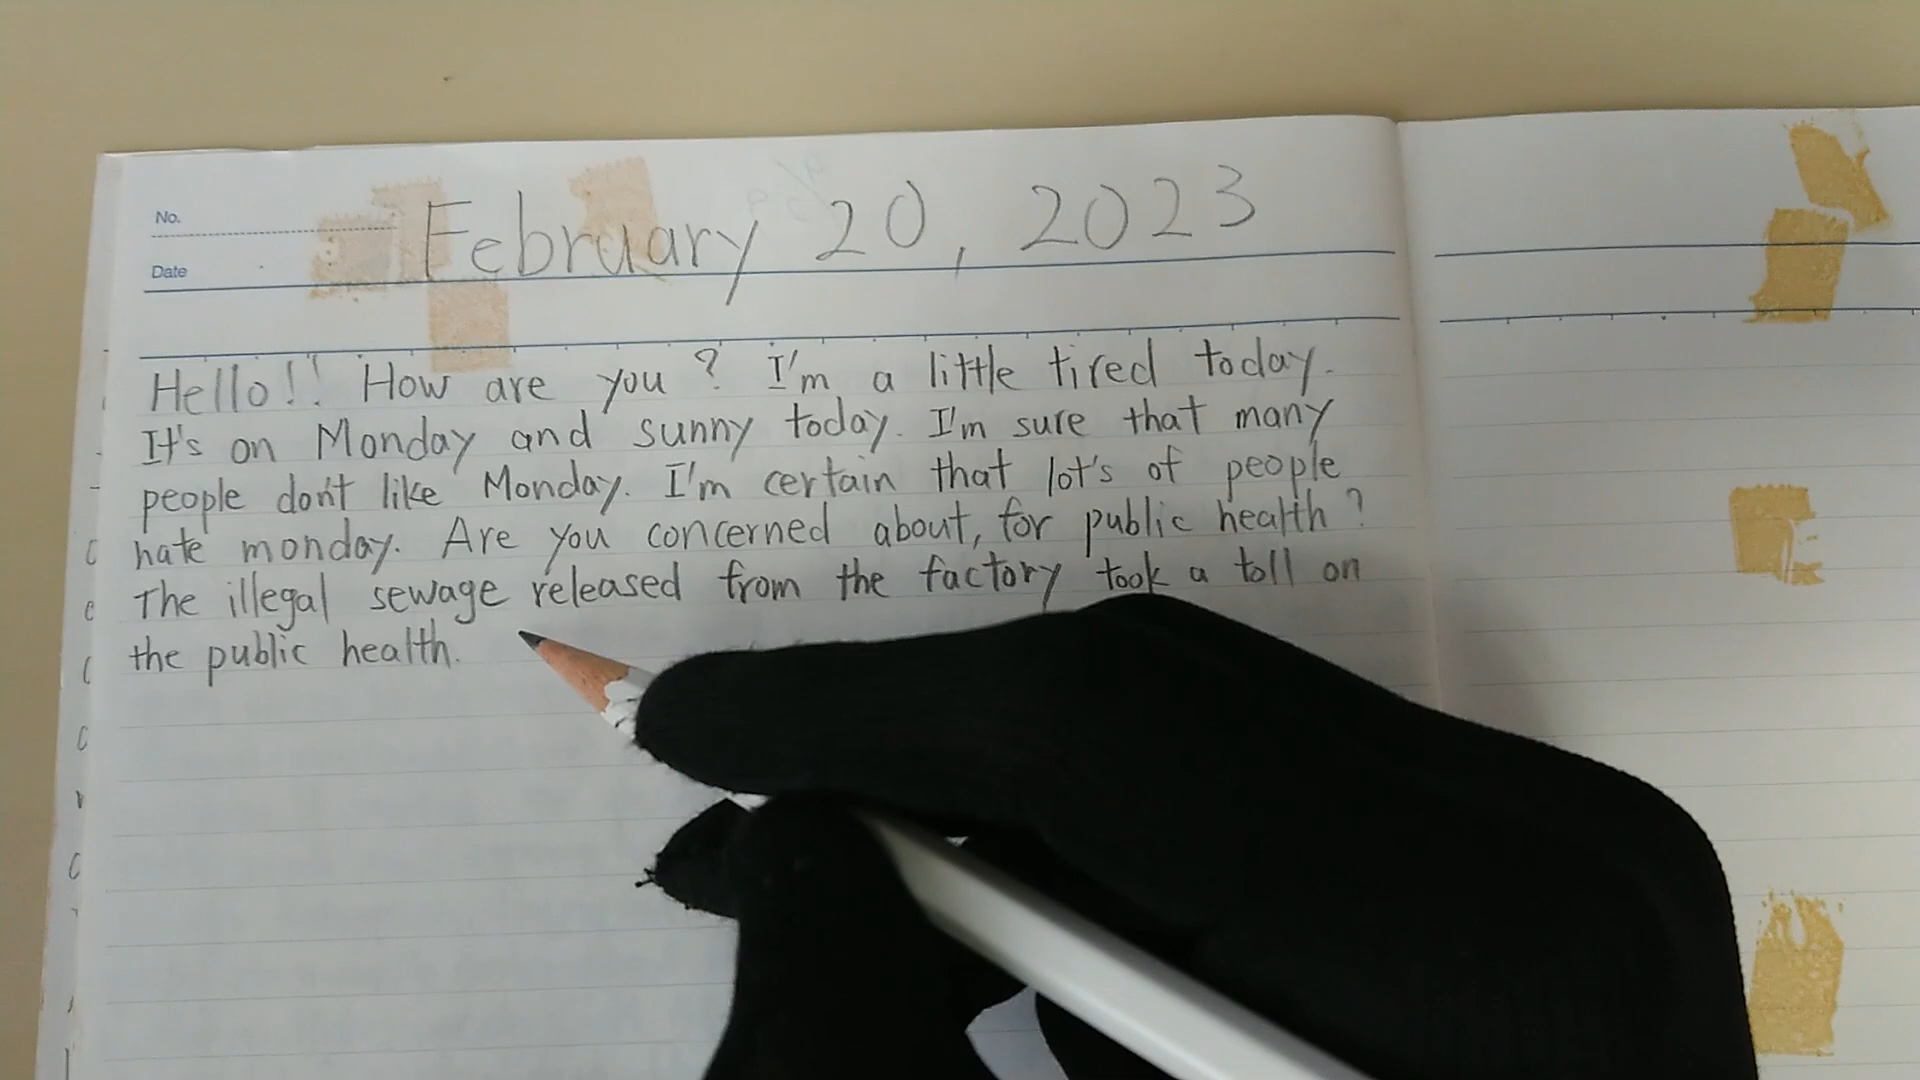 No.
February 20, 2023
Date
Hello!! How are you? I'm a little tired today.
It's on Monday and sunny today. I'm sure that many
people don't like Monday. I'm certain that lot's of people
hate monday. Are you concerned about, for public health?
The illegal sewage released from the factory took a toll on
the public health.